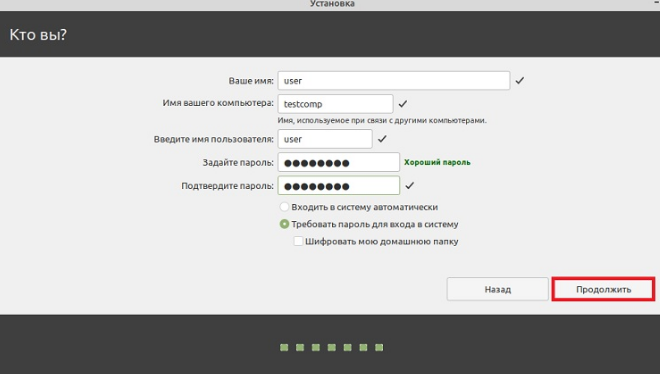 Установка
Кто вы?
Ваше имя: user
Имя вашего компьютера: testcomp
Имя, используемое при связи с другими компьютерами.
Введите имя пользователя: user
Задайте пароль: ●●●●●●●● Хороший пароль
Подтвердите пароль: ●●●●●●●●
Входить в систему автоматически
Требовать пароль для входа в систему
Шифровать мою домашнюю папку
Назад Продолжить